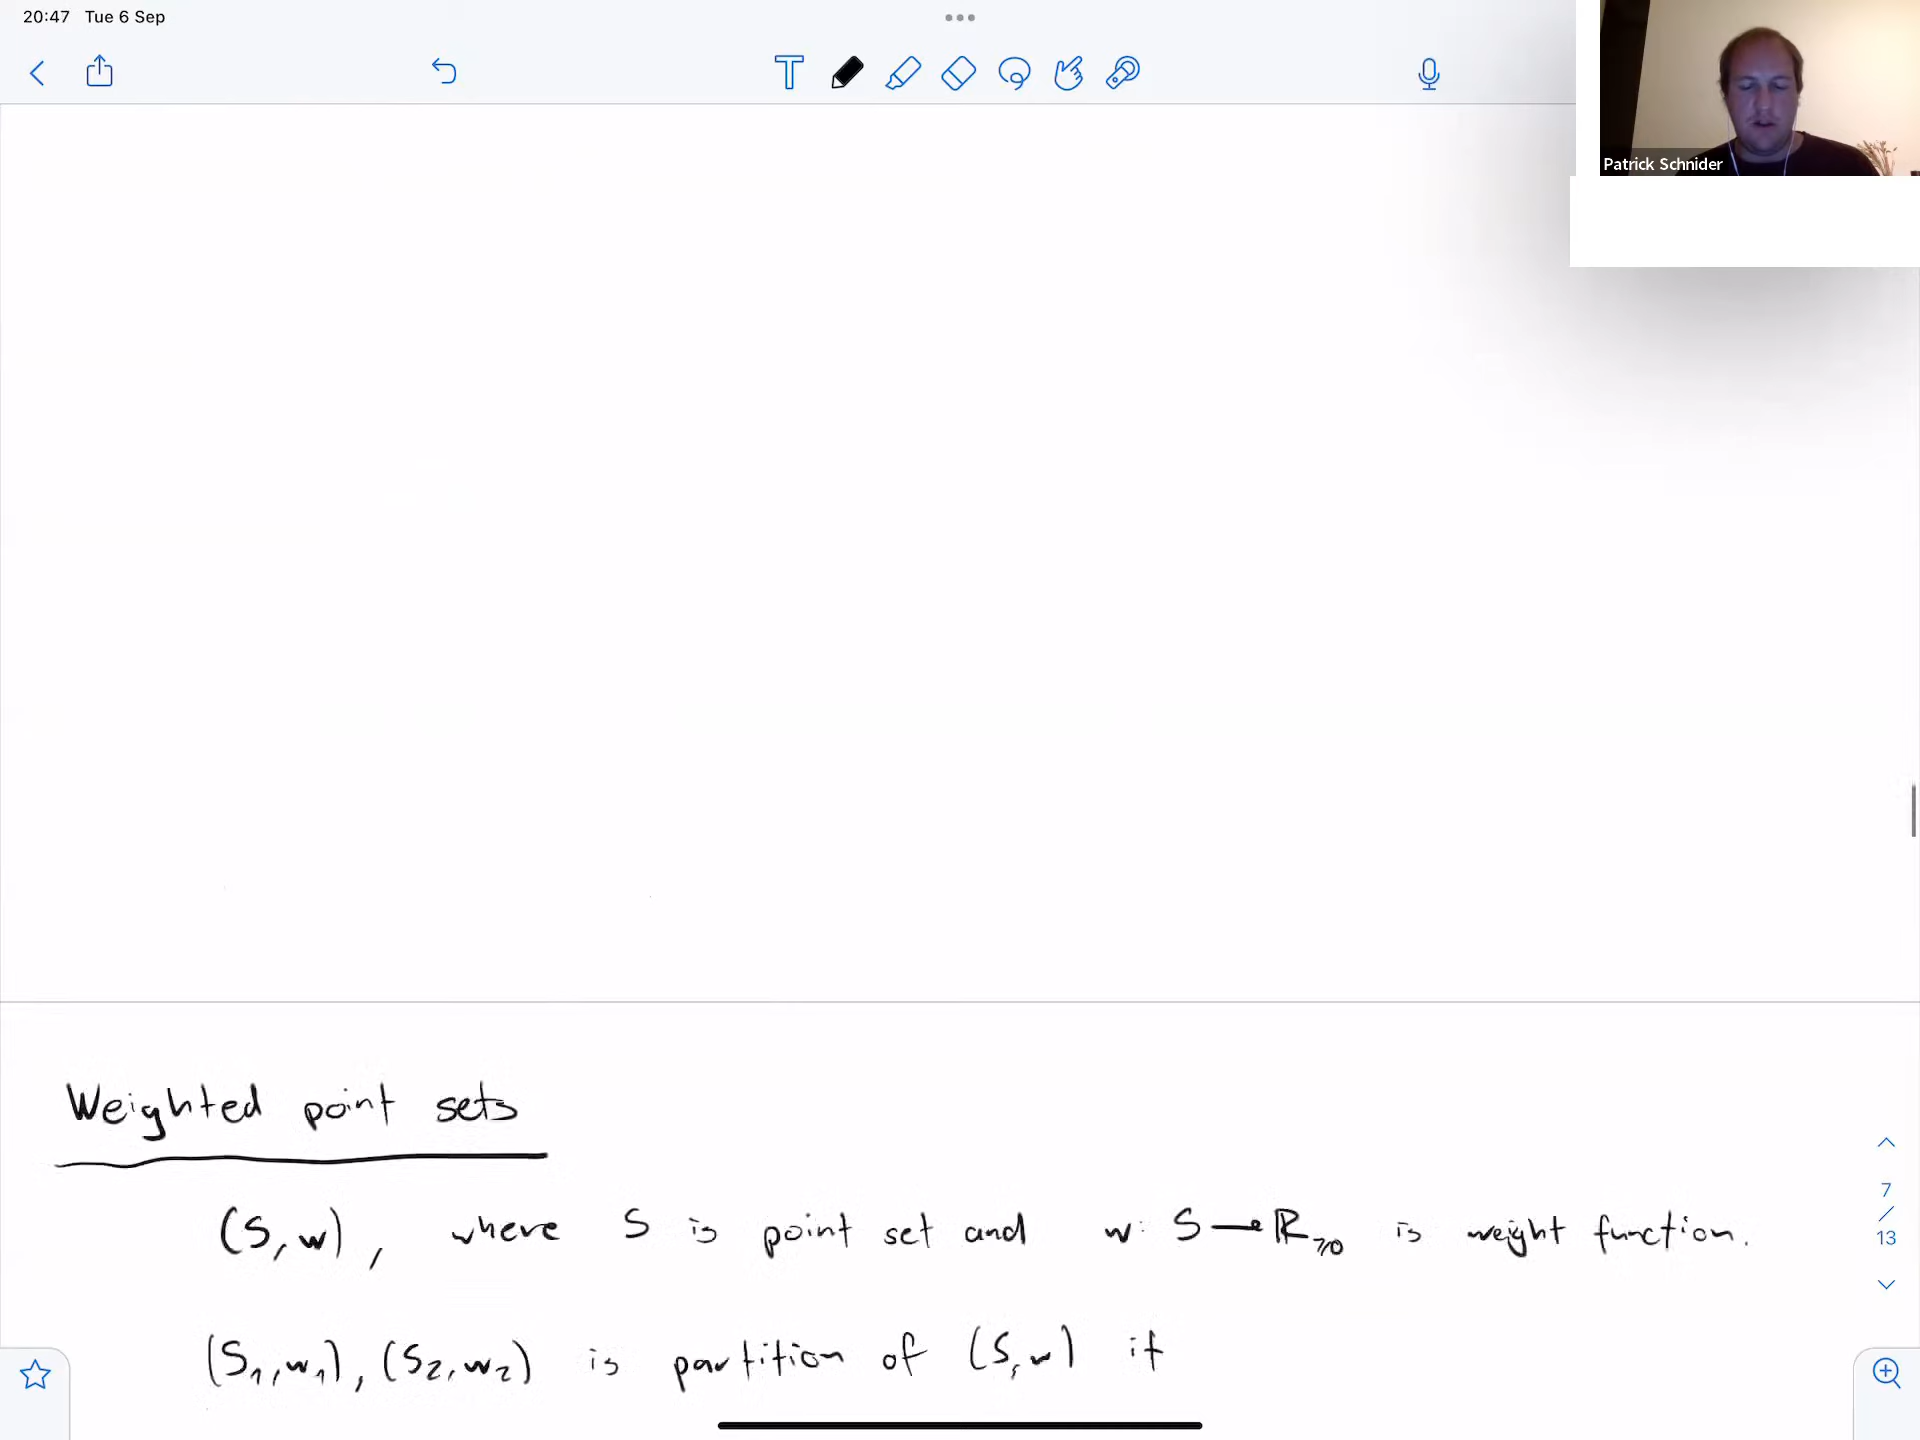 20:47 Tue 6 Sep
Patrick Schnider
Weighted point sets
(S, w), where S is point set and w: S → ℝ≥0 is weight function.
7
/
13
(S₁, w₁), (S₂, w₂) is partition of (S, w) if